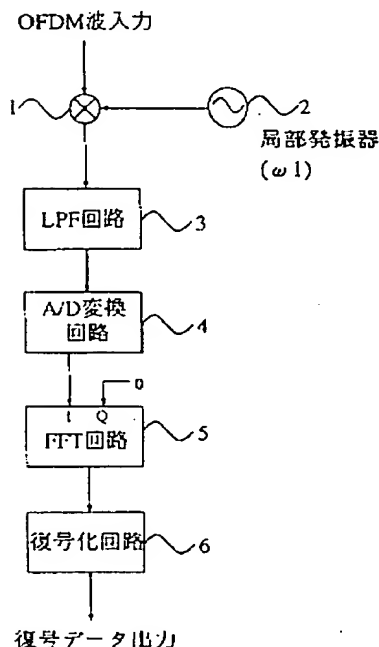 OFDM波入力
1
2
局部発振器
(ω1)
LPF回路
3
A/D変換
回路
4
0
I Q
FFT回路
5
復号化回路
6
復号データ出力